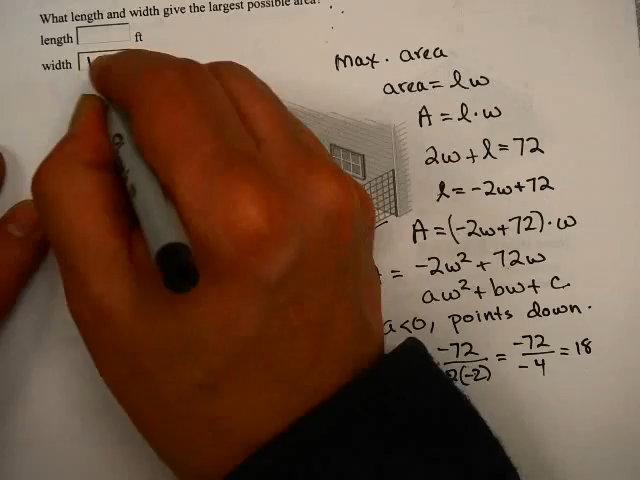 What length and width give the largest possible area?
length ft
width 1
Max. area
area = lw
A = l·w
2w + l = 72
l = -2w + 72
A = (-2w + 72)·w
= -2w² + 72w
aw² + bw + c
a < 0, points down.
-72 / 2(-2) = -72 / -4 = 18